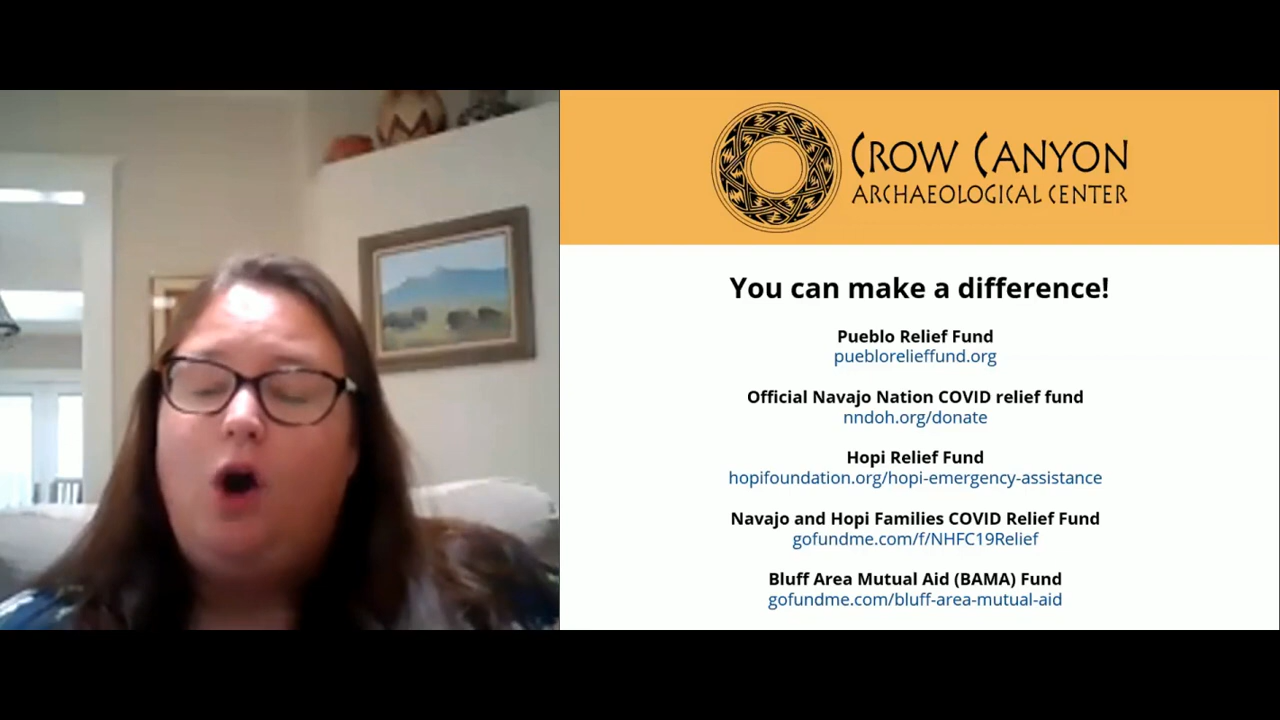 CROW CANYON
ARCHAEOLOGICAL CENTER
You can make a difference!
Pueblo Relief Fund
pueblorelieffund.org
Official Navajo Nation COVID relief fund
nndoh.org/donate
Hopi Relief Fund
hopifoundation.org/hopi-emergency-assistance
Navajo and Hopi Families COVID Relief Fund
gofundme.com/f/NHFC19Relief
Bluff Area Mutual Aid (BAMA) Fund
gofundme.com/bluff-area-mutual-aid